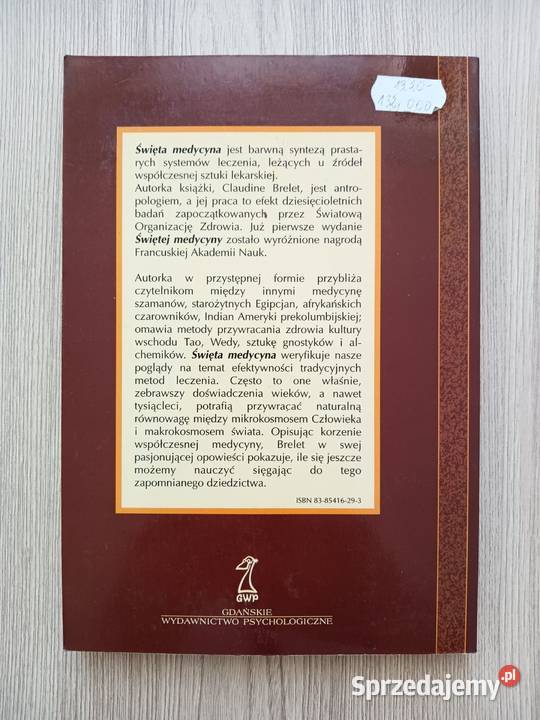 13,20-
132.000
Święta medycyna jest barwną syntezą prasta-
rych systemów leczenia, leżących u źródeł
współczesnej sztuki lekarskiej.
Autorka książki, Claudine Brelet, jest antro-
pologiem, a jej praca to efekt dziesięcioletnich
badań zapoczątkowanych przez Światową
Organizację Zdrowia. Już pierwsze wydanie
Świętej medycyny zostało wyróżnione nagrodą
Francuskiej Akademii Nauk.
Autorka w przystępnej formie przybliża
czytelnikom między innymi medycynę
szamanów, starożytnych Egipcjan, afrykańskich
czarowników, Indian Ameryki prekolumbijskiej;
omawia metody przywracania zdrowia kultury
wschodu Tao, Wedy, sztukę gnostyków i al-
chemików. Święta medycyna weryfikuje nasze
poglądy na temat efektywności tradycyjnych
metod leczenia. Często to one właśnie,
zebrawszy doświadczenia wieków, a nawet
tysiącleci, potrafią przywracać naturalną
równowagę między mikrokosmosem Człowieka
i makrokosmosem świata. Opisując korzenie
współczesnej medycyny, Brelet w swej
pasjonującej opowieści pokazuje, ile się jeszcze
możemy nauczyć sięgając do tego
zapomnianego dziedzictwa.
ISBN 83-85416-29-3
GWP
GDAŃSKIE
WYDAWNICTWO PSYCHOLOGICZNE
Sprzedajemy.pl